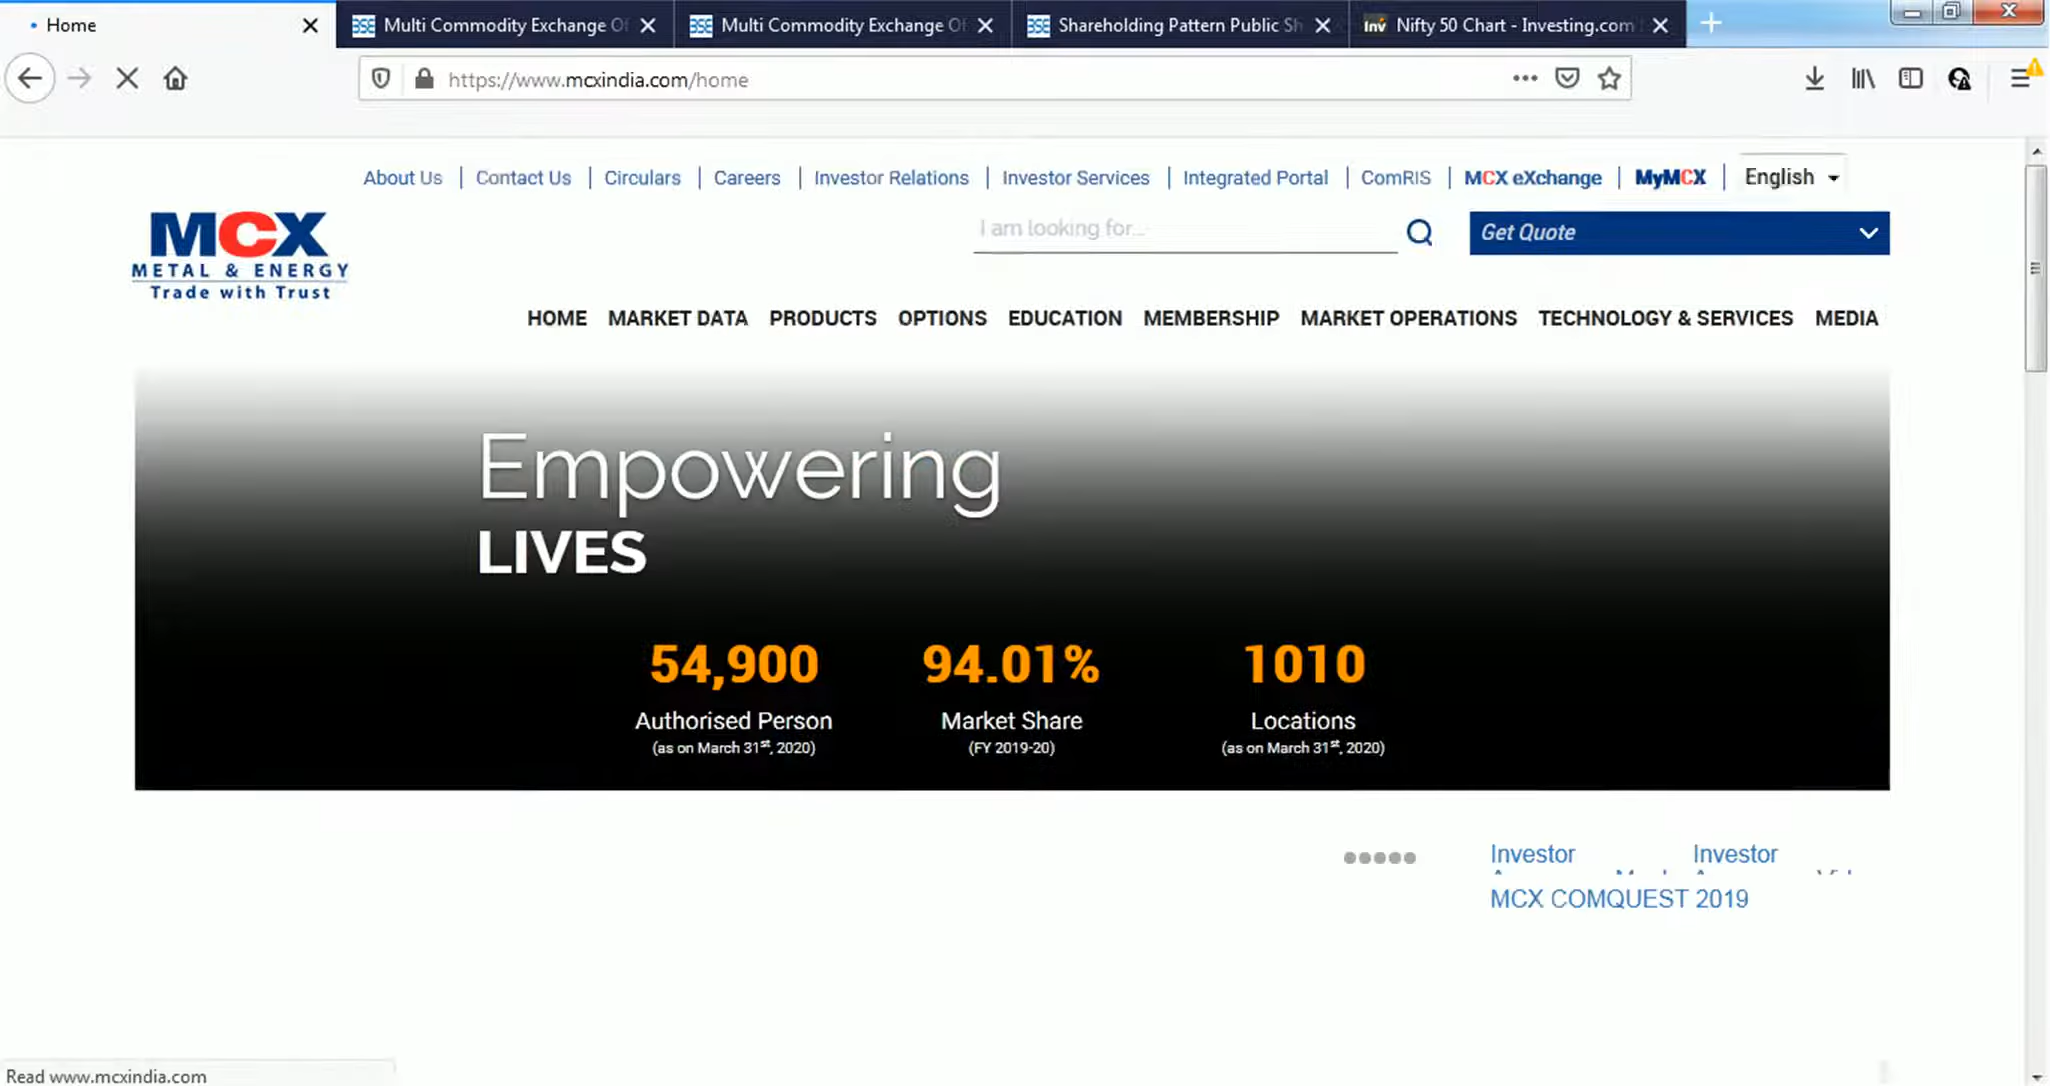 Home
Multi Commodity Exchange Of
Multi Commodity Exchange Of
Shareholding Pattern Public Sh
Inv Nifty 50 Chart - Investing.com
https://www.mcxindia.com/home
About Us | Contact Us | Circulars | Careers | Investor Relations | Investor Services | Integrated Portal | ComRIS | MCX eXchange | MyMCX | English
MCX
METAL & ENERGY
Trade with Trust
I am looking for...
Get Quote
HOME MARKET DATA PRODUCTS OPTIONS EDUCATION MEMBERSHIP MARKET OPERATIONS TECHNOLOGY & SERVICES MEDIA
Empowering
LIVES
54,900 94.01% 1010
Authorised Person Market Share Locations
(as on March 31st, 2020) (FY 2019-20) (as on March 31st, 2020)
Investor Investor
MCX COMQUEST 2019
Read www.mcxindia.com